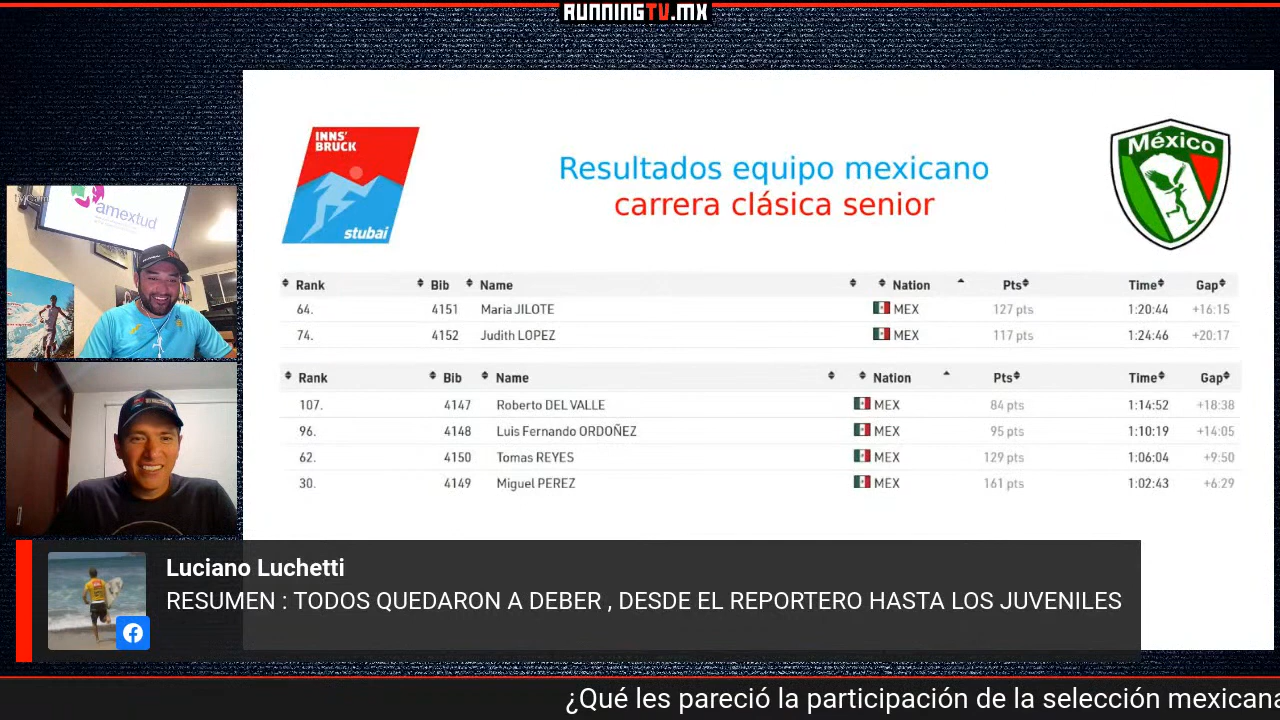 RUNNINGTV.MX
INNS'
BRUCK
stubai
Resultados equipo mexicano
carrera clásica senior
México
amextud
Rank Bib Name Nation Pts Time Gap
64. 4151 Maria JILOTE MEX 127 pts 1:20:44 +16:15
74. 4152 Judith LOPEZ MEX 117 pts 1:24:46 +20:17
Rank Bib Name Nation Pts Time Gap
107. 4147 Roberto DEL VALLE MEX 84 pts 1:14:52 +18:38
96. 4148 Luis Fernando ORDOÑEZ MEX 95 pts 1:10:19 +14:05
62. 4150 Tomas REYES MEX 129 pts 1:06:04 +9:50
30. 4149 Miguel PEREZ MEX 161 pts 1:02:43 +6:29
Luciano Luchetti
RESUMEN : TODOS QUEDARON A DEBER , DESDE EL REPORTERO HASTA LOS JUVENILES
¿Qué les pareció la participación de la selección mexicana